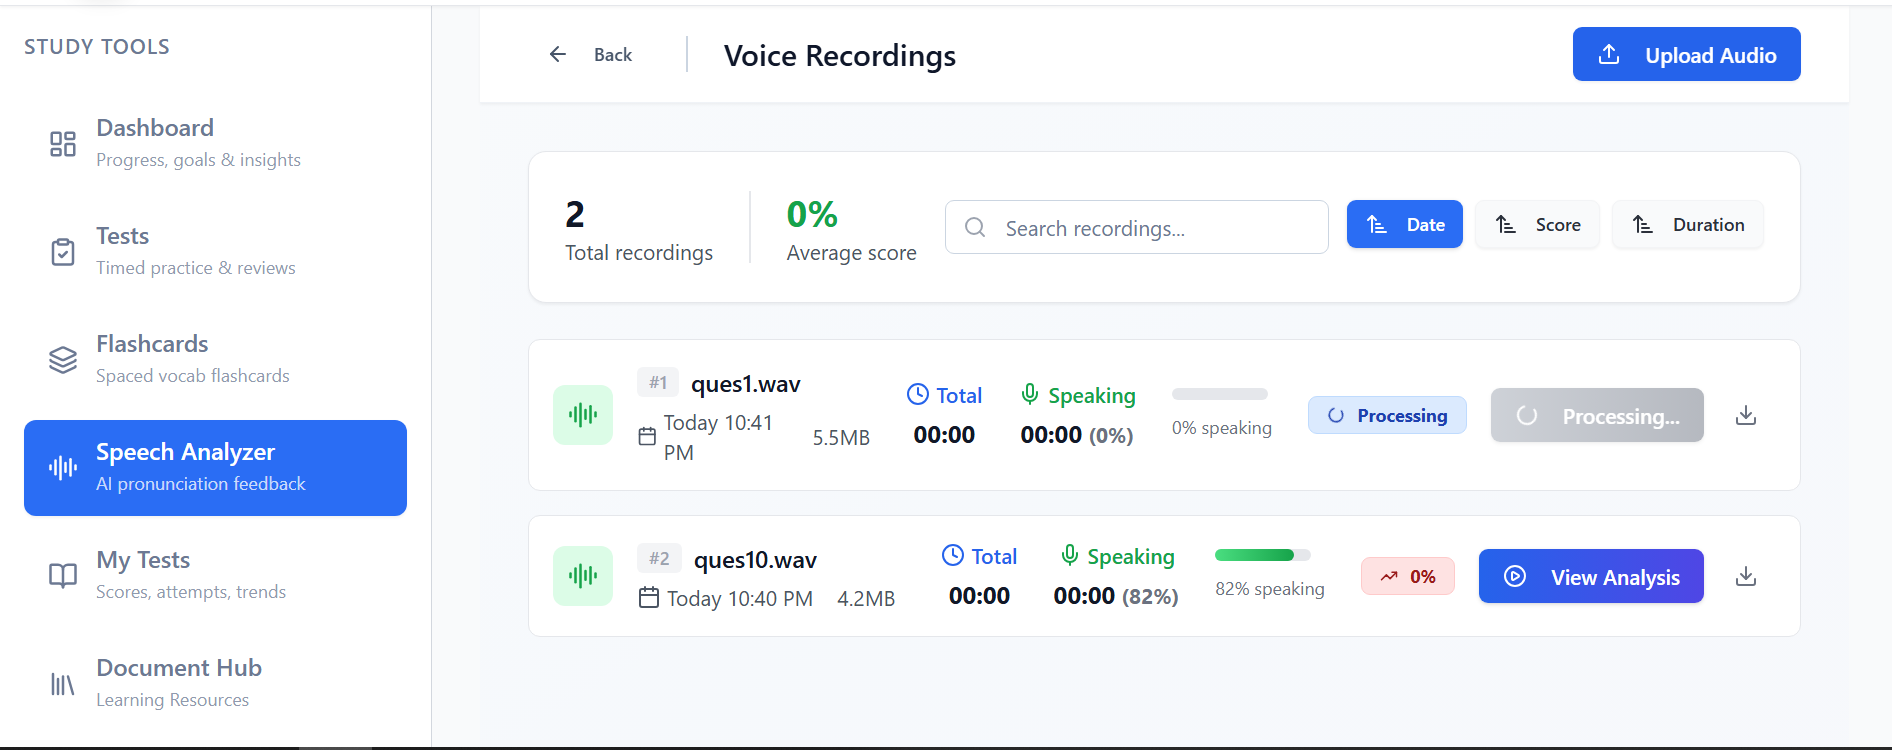 STUDY TOOLS
Dashboard
Progress, goals & insights
Tests
Timed practice & reviews
Flashcards
Spaced vocab flashcards
Speech Analyzer
AI pronunciation feedback
My Tests
Scores, attempts, trends
Document Hub
Learning Resources
Back
Voice Recordings
Upload Audio
2
Total recordings
0%
Average score
Search recordings...
Date
Score
Duration
#1 ques1.wav
Today 10:41
PM
5.5MB
Total
00:00
Speaking
00:00 (0%)
0% speaking
Processing
Processing...
#2 ques10.wav
Today 10:40 PM
4.2MB
Total
00:00
Speaking
00:00 (82%)
82% speaking
0%
View Analysis